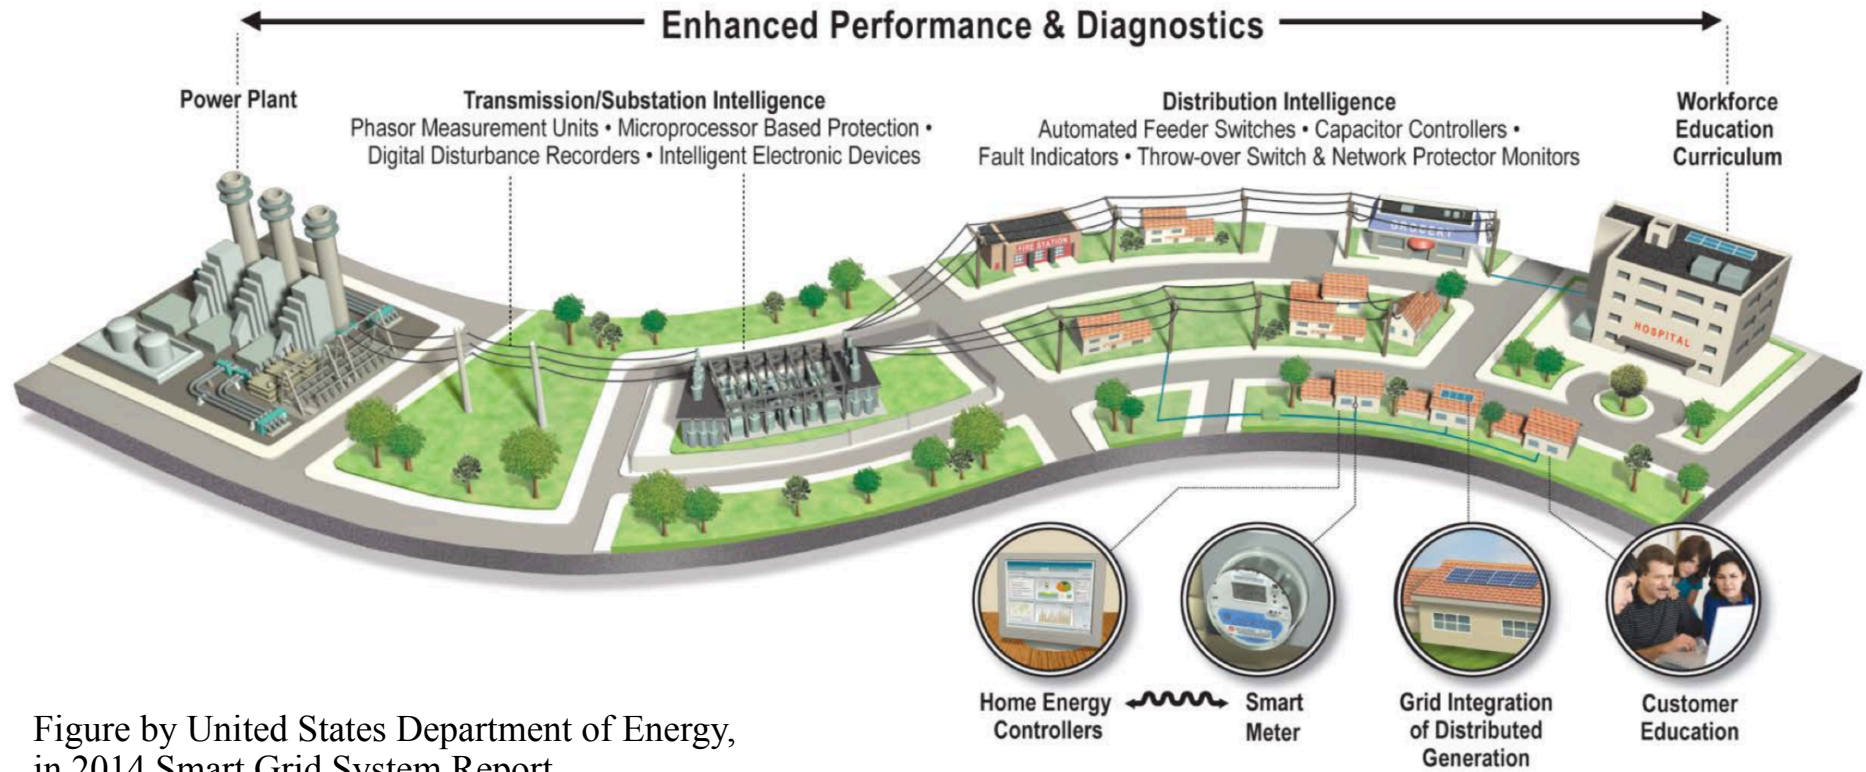 Enhanced Performance & Diagnostics
Power Plant
Transmission/Substation Intelligence
Phasor Measurement Units • Microprocessor Based Protection •
Digital Disturbance Recorders • Intelligent Electronic Devices
Distribution Intelligence
Automated Feeder Switches • Capacitor Controllers •
Fault Indicators • Throw-over Switch & Network Protector Monitors
Workforce
Education
Curriculum
FIRE STATION
GROCERY
HOSPITAL
Home Energy
Controllers
Smart
Meter
Grid Integration
of Distributed
Generation
Customer
Education
Figure by United States Department of Energy,
in 2014 Smart Grid System Report